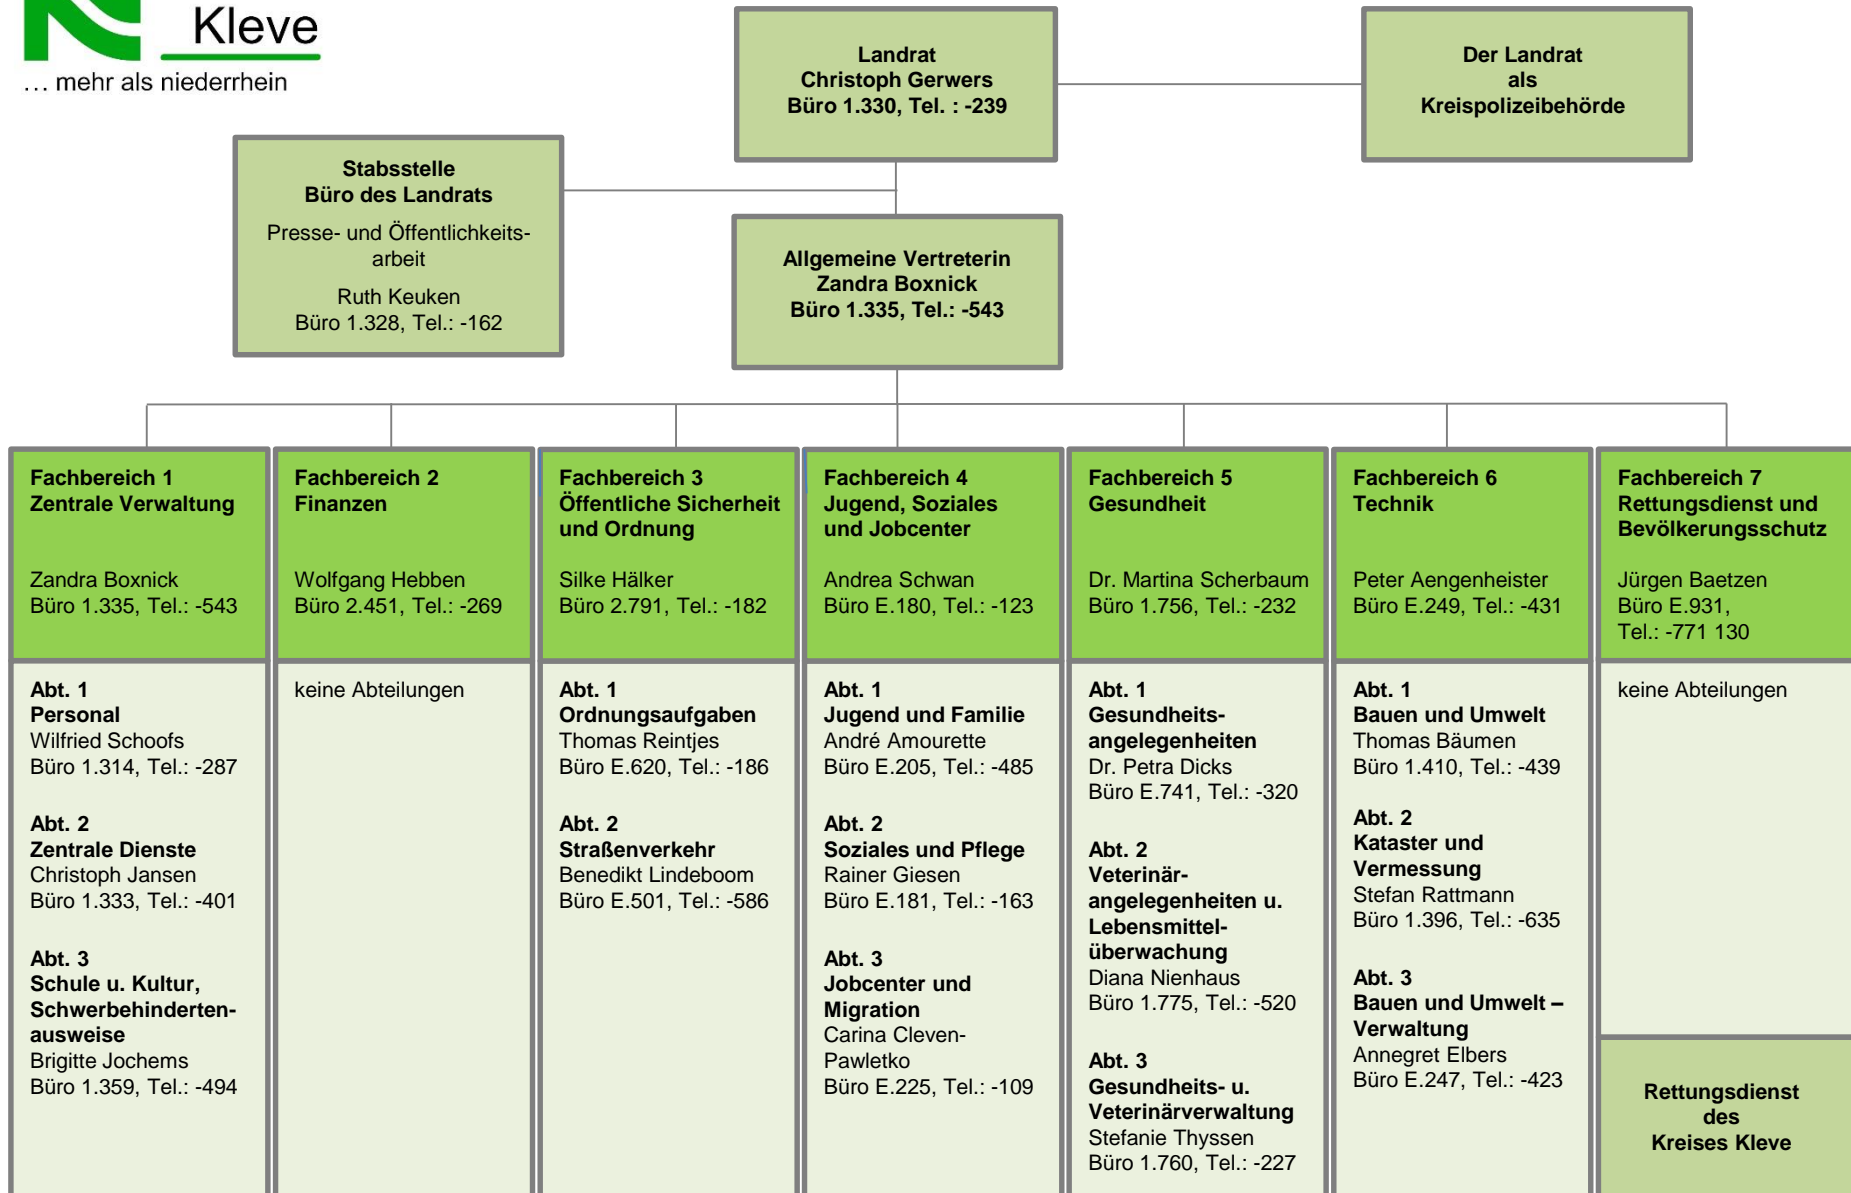 Kleve
... mehr als niederrhein
Landrat
Christoph Gerwers
Büro 1.330, Tel. : -239
Der Landrat
als
Kreispolizeibehörde
Stabsstelle
Büro des Landrats
Presse- und Öffentlichkeits-
arbeit
Ruth Keuken
Büro 1.328, Tel.: -162
Allgemeine Vertreterin
Zandra Boxnick
Büro 1.335, Tel.: -543
Fachbereich 1
Zentrale Verwaltung
Zandra Boxnick
Büro 1.335, Tel.: -543
Abt. 1
Personal
Wilfried Schoofs
Büro 1.314, Tel.: -287
Abt. 2
Zentrale Dienste
Christoph Jansen
Büro 1.333, Tel.: -401
Abt. 3
Schule u. Kultur,
Schwerbehinderten-
ausweise
Brigitte Jochems
Büro 1.359, Tel.: -494
Fachbereich 2
Finanzen
Wolfgang Hebben
Büro 2.451, Tel.: -269
keine Abteilungen
Fachbereich 3
Öffentliche Sicherheit
und Ordnung
Silke Hälker
Büro 2.791, Tel.: -182
Abt. 1
Ordnungsaufgaben
Thomas Reintjes
Büro E.620, Tel.: -186
Abt. 2
Straßenverkehr
Benedikt Lindeboom
Büro E.501, Tel.: -586
Fachbereich 4
Jugend, Soziales
und Jobcenter
Andrea Schwan
Büro E.180, Tel.: -123
Abt. 1
Jugend und Familie
André Amourette
Büro E.205, Tel.: -485
Abt. 2
Soziales und Pflege
Rainer Giesen
Büro E.181, Tel.: -163
Abt. 3
Jobcenter und
Migration
Carina Cleven-
Pawletko
Büro E.225, Tel.: -109
Fachbereich 5
Gesundheit
Dr. Martina Scherbaum
Büro 1.756, Tel.: -232
Abt. 1
Gesundheits-
angelegenheiten
Dr. Petra Dicks
Büro E.741, Tel.: -320
Abt. 2
Veterinär-
angelegenheiten u.
Lebensmittel-
überwachung
Diana Nienhaus
Büro 1.775, Tel.: -520
Abt. 3
Gesundheits- u.
Veterinärverwaltung
Stefanie Thyssen
Büro 1.760, Tel.: -227
Fachbereich 6
Technik
Peter Aengenheister
Büro E.249, Tel.: -431
Abt. 1
Bauen und Umwelt
Thomas Bäumen
Büro 1.410, Tel.: -439
Abt. 2
Kataster und
Vermessung
Stefan Rattmann
Büro 1.396, Tel.: -635
Abt. 3
Bauen und Umwelt –
Verwaltung
Annegret Elbers
Büro E.247, Tel.: -423
Fachbereich 7
Rettungsdienst und
Bevölkerungsschutz
Jürgen Baetzen
Büro E.931,
Tel.: -771 130
keine Abteilungen
Rettungsdienst
des
Kreises Kleve